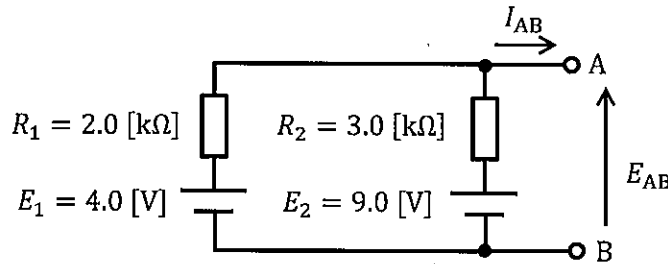 I_AB
A
R_1 = 2.0 [kΩ]
R_2 = 3.0 [kΩ]
E_AB
E_1 = 4.0 [V]
E_2 = 9.0 [V]
B